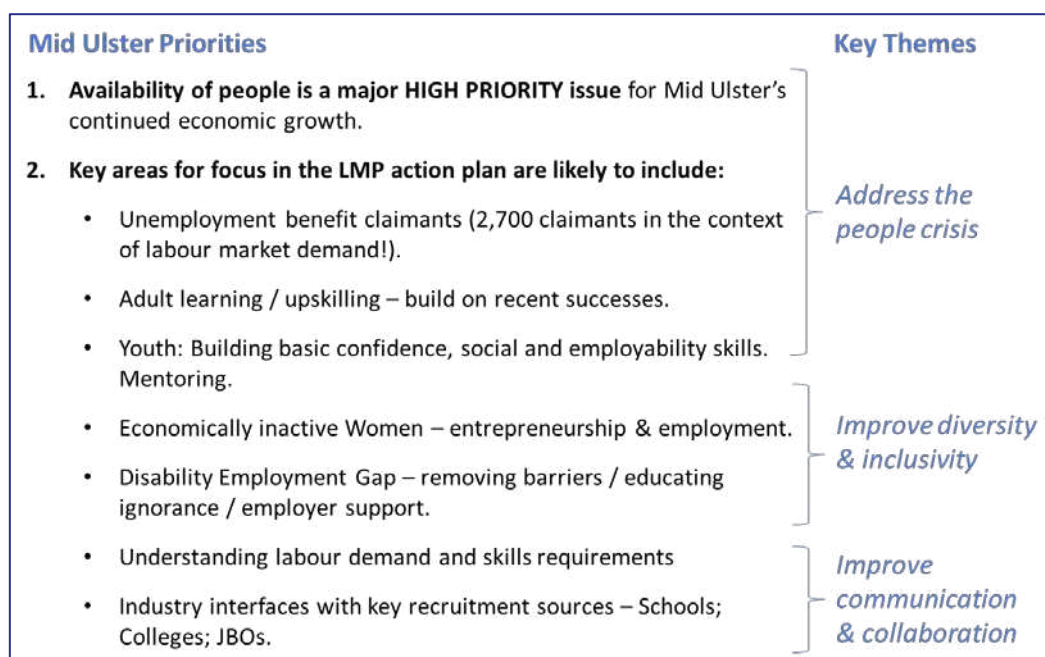 Mid Ulster Priorities
Key Themes
1. Availability of people is a major HIGH PRIORITY issue for Mid Ulster's
continued economic growth.
2. Key areas for focus in the LMP action plan are likely to include:
• Unemployment benefit claimants (2,700 claimants in the context
of labour market demand!).
• Adult learning / upskilling – build on recent successes.
• Youth: Building basic confidence, social and employability skills.
Mentoring.
Address the
people crisis
• Economically inactive Women – entrepreneurship & employment.
• Disability Employment Gap – removing barriers / educating
ignorance / employer support.
Improve diversity
& inclusivity
• Understanding labour demand and skills requirements
• Industry interfaces with key recruitment sources – Schools;
Colleges; JBOs.
Improve
communication
& collaboration